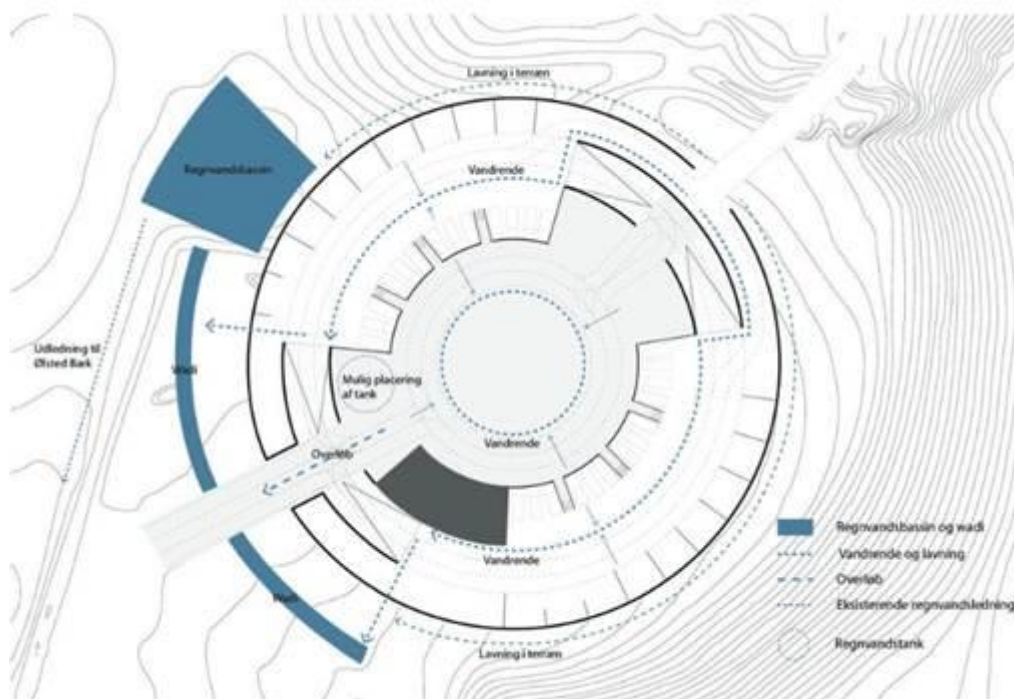 Lavning i terræn
Regnvandsbassin
Vandrende
Udledning til
Ølsted Bæk
Wadi
Mulig placering
af tank
Vandrende
Overløb
Vandrende
Wadi
Lavning i terræn
Regnvandsbassin og wadi
Vandrende og lavning
Overløb
Eksisterende regnvandsledning
Regnvandstank